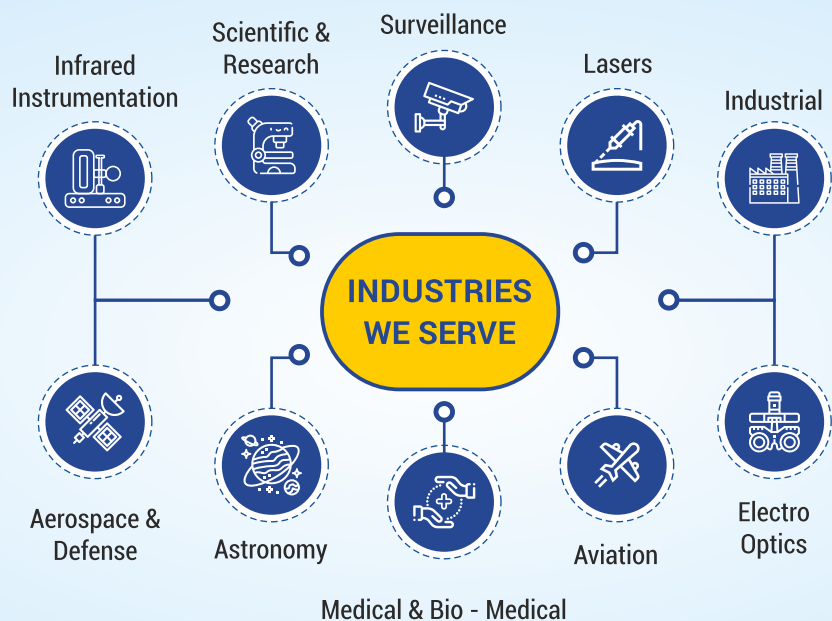 Surveillance
Scientific &
Research
Infrared
Instrumentation
Lasers
Industrial
INDUSTRIES
WE SERVE
Aerospace &
Defense
Astronomy
Medical & Bio - Medical
Aviation
Electro
Optics